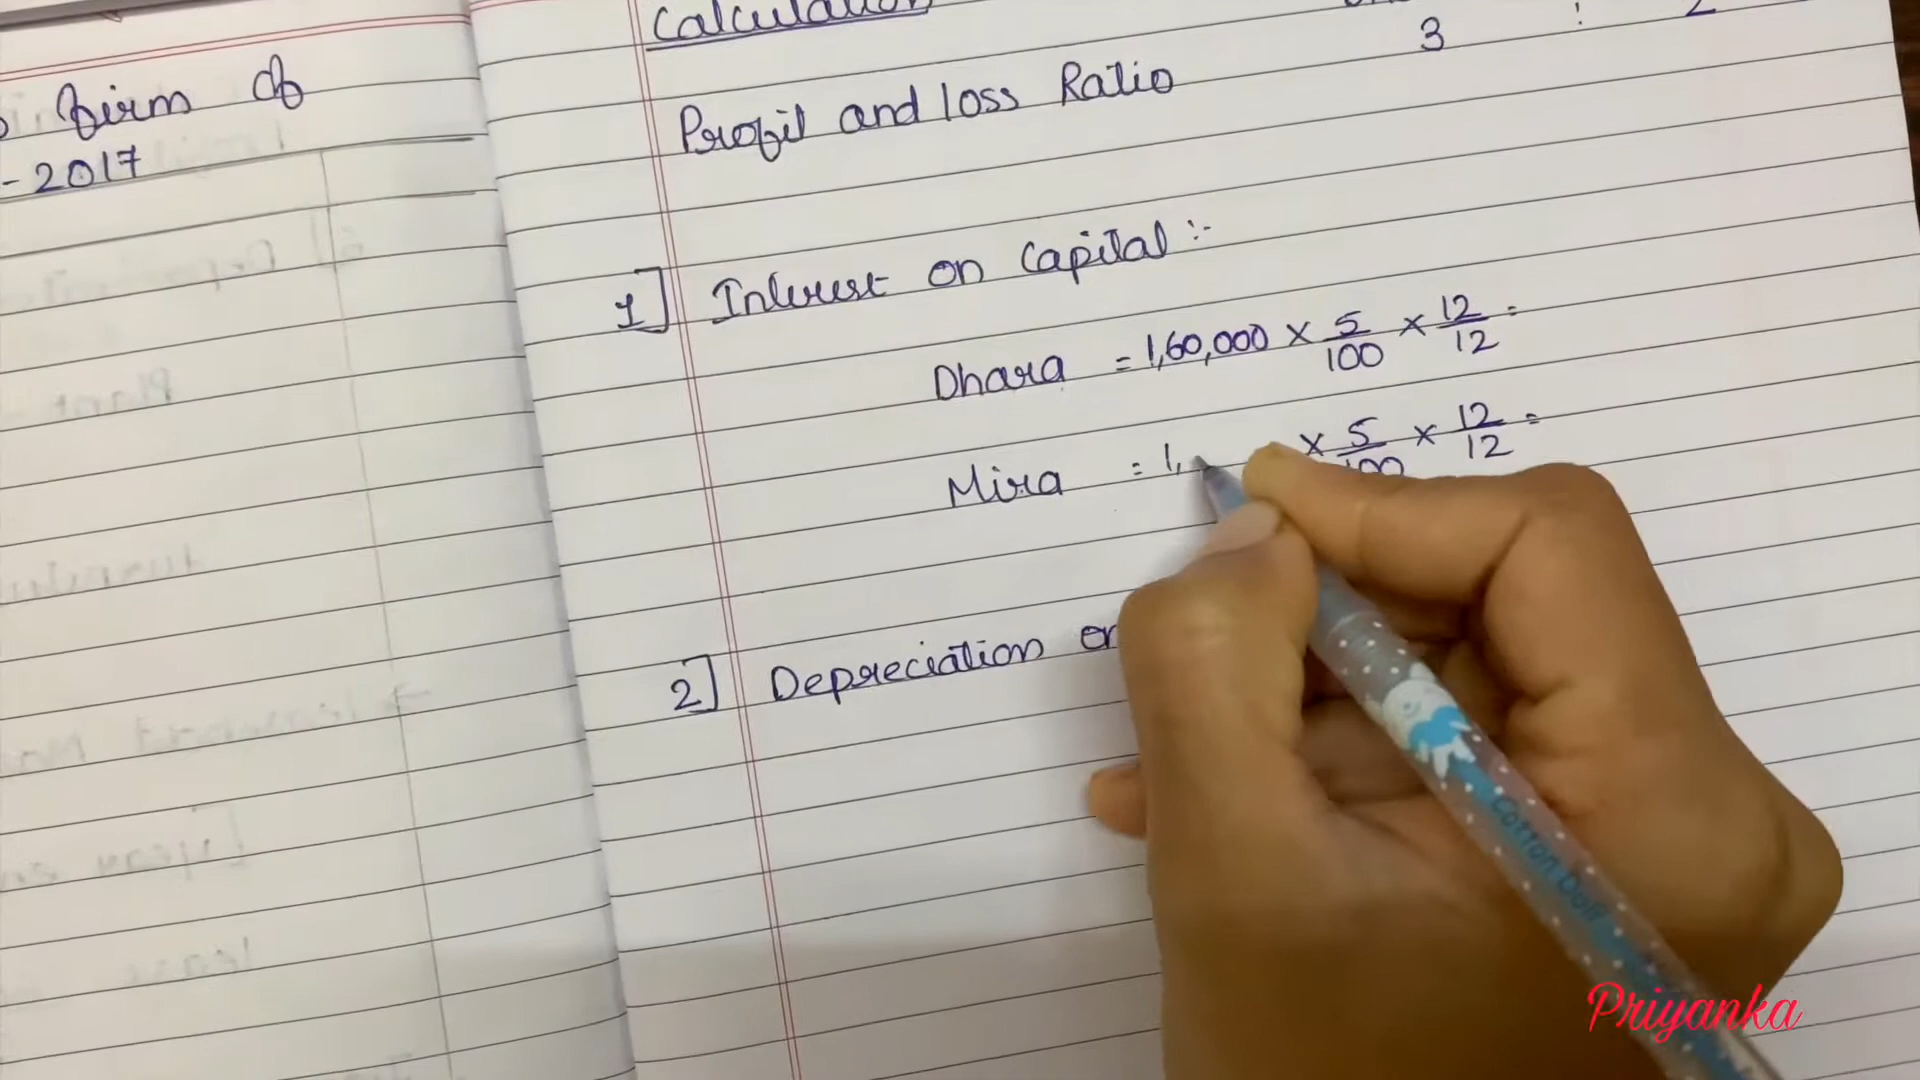 firm of
-2017
Calculation
3 : 2
Profit and loss Ratio
1] Interest on Capital :-
Dhara = 1,60,000 × 5/100 × 12/12 =
Mira = 1, × 5/100 × 12/12 =
2] Depreciation on
Cotton Doll
Priyanka